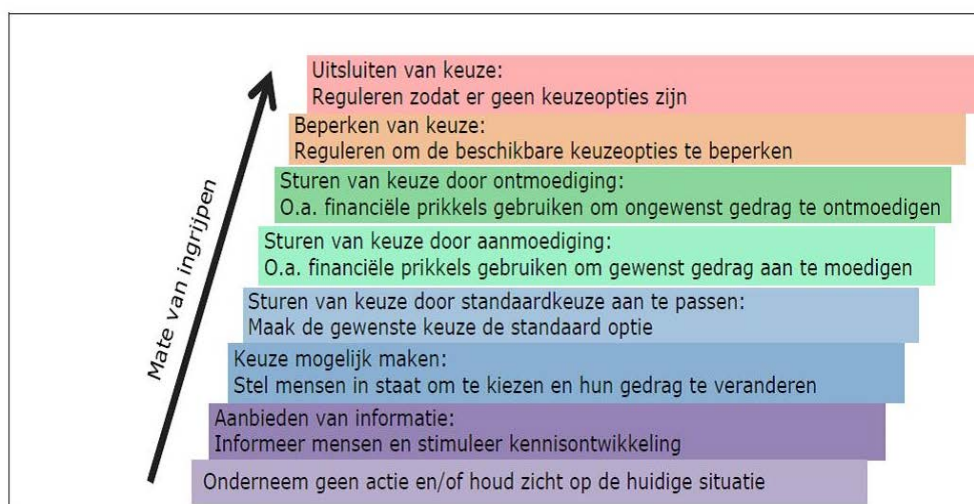 Uitsluiten van keuze:
Reguleren zodat er geen keuzeopties zijn
Beperken van keuze:
Reguleren om de beschikbare keuzeopties te beperken
Sturen van keuze door ontmoediging:
O.a. financiële prikkels gebruiken om ongewenst gedrag te ontmoedigen
Sturen van keuze door aanmoediging:
O.a. financiële prikkels gebruiken om gewenst gedrag aan te moedigen
Sturen van keuze door standaardkeuze aan te passen:
Maak de gewenste keuze de standaard optie
Keuze mogelijk maken:
Stel mensen in staat om te kiezen en hun gedrag te veranderen
Aanbieden van informatie:
Informeer mensen en stimuleer kennisontwikkeling
Onderneem geen actie en/of houd zicht op de huidige situatie
Mate van ingrijpen